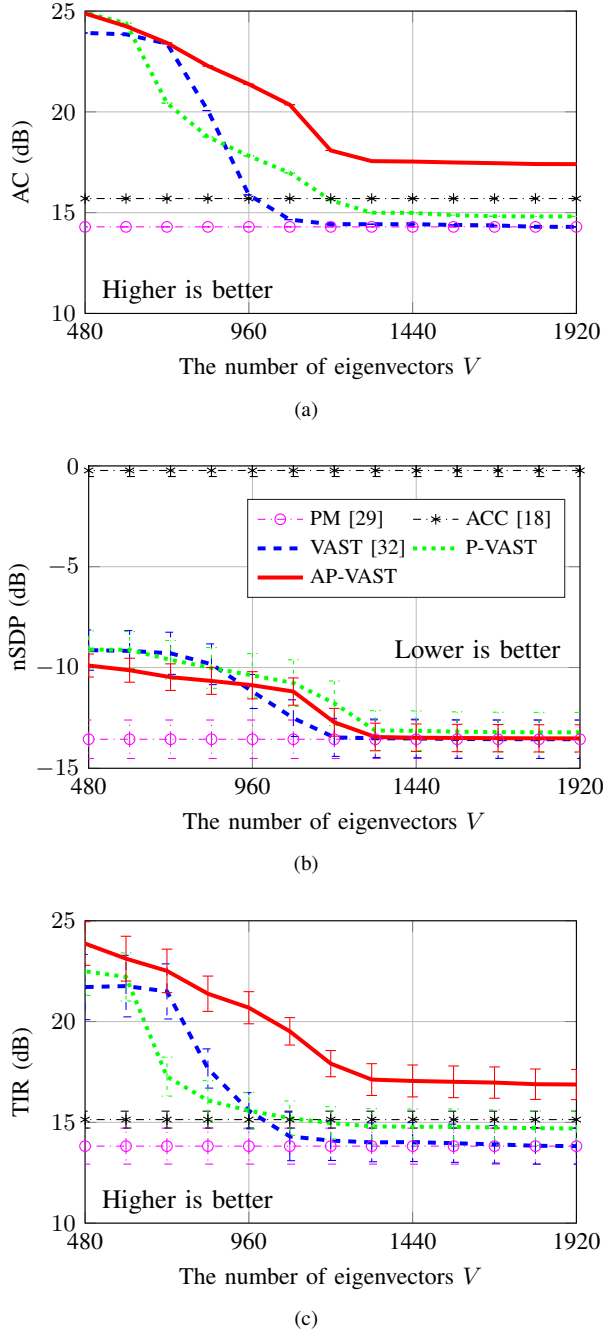 25
20
15
10
AC (dB)
Higher is better
480 960 1440 1920
The number of eigenvectors V
(a)
0
−5
−10
−15
nSDP (dB)
PM [29] ACC [18]
VAST [32] P-VAST
AP-VAST
Lower is better
480 960 1440 1920
The number of eigenvectors V
(b)
25
20
15
10
TIR (dB)
Higher is better
480 960 1440 1920
The number of eigenvectors V
(c)